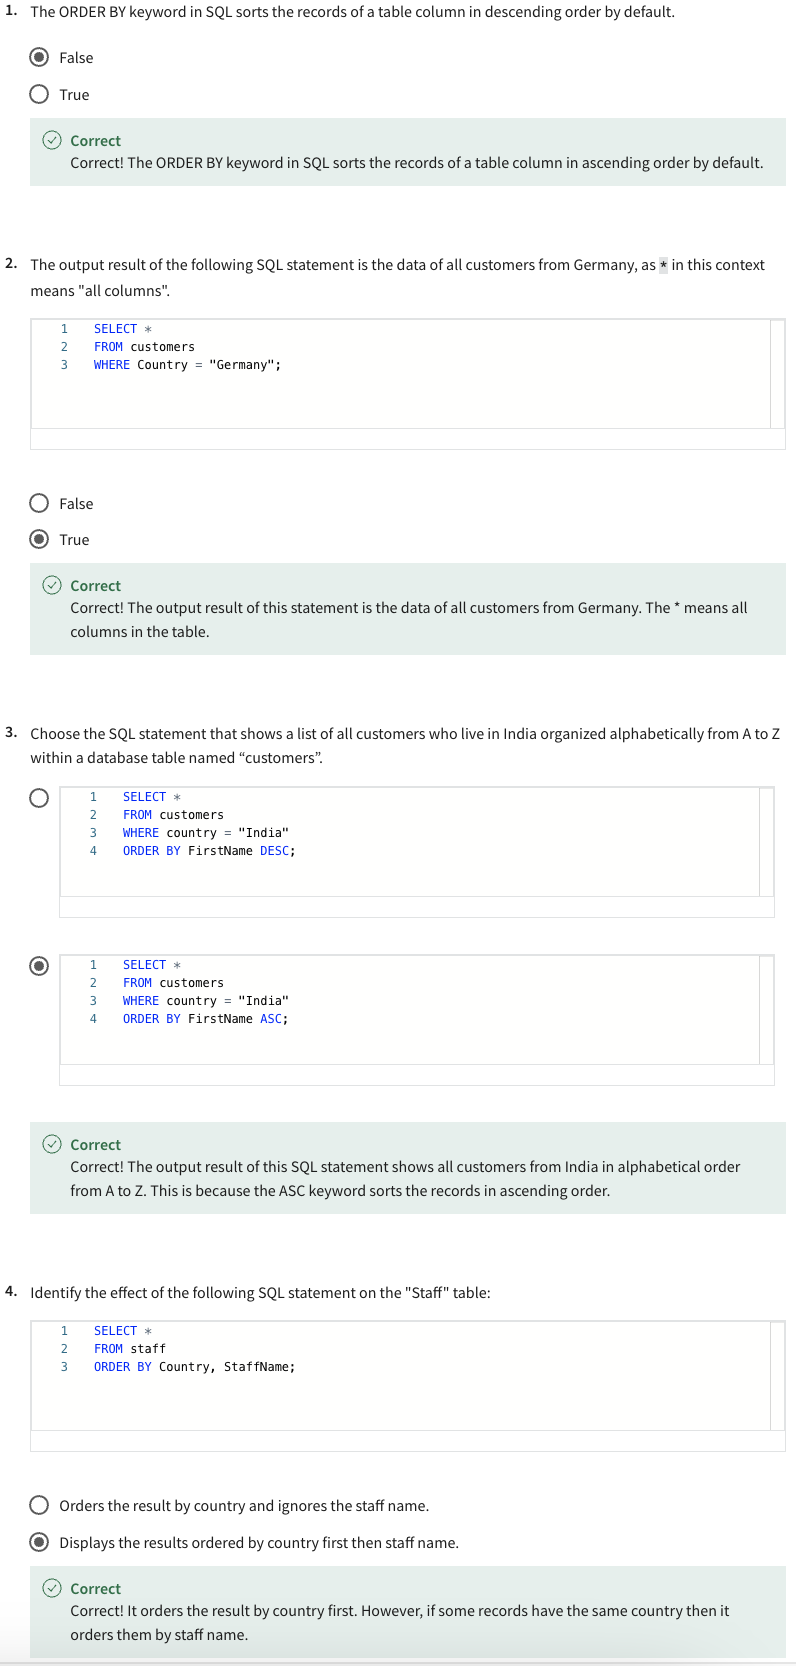 1. The ORDER BY keyword in SQL sorts the records of a table column in descending order by default.
False
True
Correct
Correct! The ORDER BY keyword in SQL sorts the records of a table column in ascending order by default.
2. The output result of the following SQL statement is the data of all customers from Germany, as * in this context
means "all columns".
1 SELECT *
2 FROM customers
3 WHERE Country = "Germany";
False
True
Correct
Correct! The output result of this statement is the data of all customers from Germany. The * means all
columns in the table.
3. Choose the SQL statement that shows a list of all customers who live in India organized alphabetically from A to Z
within a database table named “customers”.
1 SELECT *
2 FROM customers
3 WHERE country = "India"
4 ORDER BY FirstName DESC;
1 SELECT *
2 FROM customers
3 WHERE country = "India"
4 ORDER BY FirstName ASC;
Correct
Correct! The output result of this SQL statement shows all customers from India in alphabetical order
from A to Z. This is because the ASC keyword sorts the records in ascending order.
4. Identify the effect of the following SQL statement on the "Staff" table:
1 SELECT *
2 FROM staff
3 ORDER BY Country, StaffName;
Orders the result by country and ignores the staff name.
Displays the results ordered by country first then staff name.
Correct
Correct! It orders the result by country first. However, if some records have the same country then it
orders them by staff name.